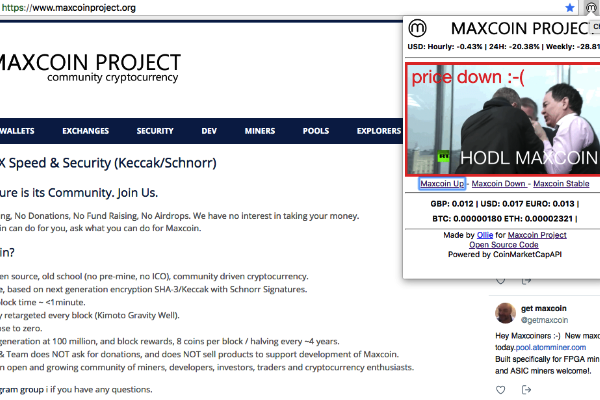 https://www.maxcoinproject.org
MAXCOIN PROJECT
community cryptocurrency
WALLETS EXCHANGES SECURITY DEV MINERS POOLS EXPLORERS
X Speed & Security (Keccak/Schnorr)
ure is its Community. Join Us.
ng, No Donations, No Fund Raising, No Airdrops. We have no interest in taking your money.
in can do for you, ask what you can do for Maxcoin.
in?
en source, old school (no pre-mine, no ICO), community driven cryptocurrency.
e, based on next generation encryption SHA-3/Keccak with Schnorr Signatures.
lock time ~ <1minute.
y retargeted every block (Kimoto Gravity Well).
use to zero.
generation at 100 million, and block rewards, 8 coins per block / halving every ~4 years.
& Team does NOT ask for donations, and does NOT sell products to support development of Maxcoin.
n open and growing community of miners, developers, investors, traders and cryptocurrency enthusiasts.
gram group i if you have any questions.
MAXCOIN PROJEC
USD: Hourly: -0.43% | 24H: -20.38% | Weekly: -28.81
price down :-(
RT
HODL MAXCOIN
Maxcoin Up - Maxcoin Down - Maxcoin Stable
GBP: 0.012 | USD: 0.017 EURO: 0.013 |
BTC: 0.00000180 ETH: 0.00002321 |
Made by Ollie for Maxcoin Project
Open Source Code
Powered by CoinMarketCapAPI
get maxcoin
@getmaxcoin
Hey Maxcoiners :-) New maxc
today.pool.atomminer.com
Built specifically for FPGA min
and ASIC miners welcome!.